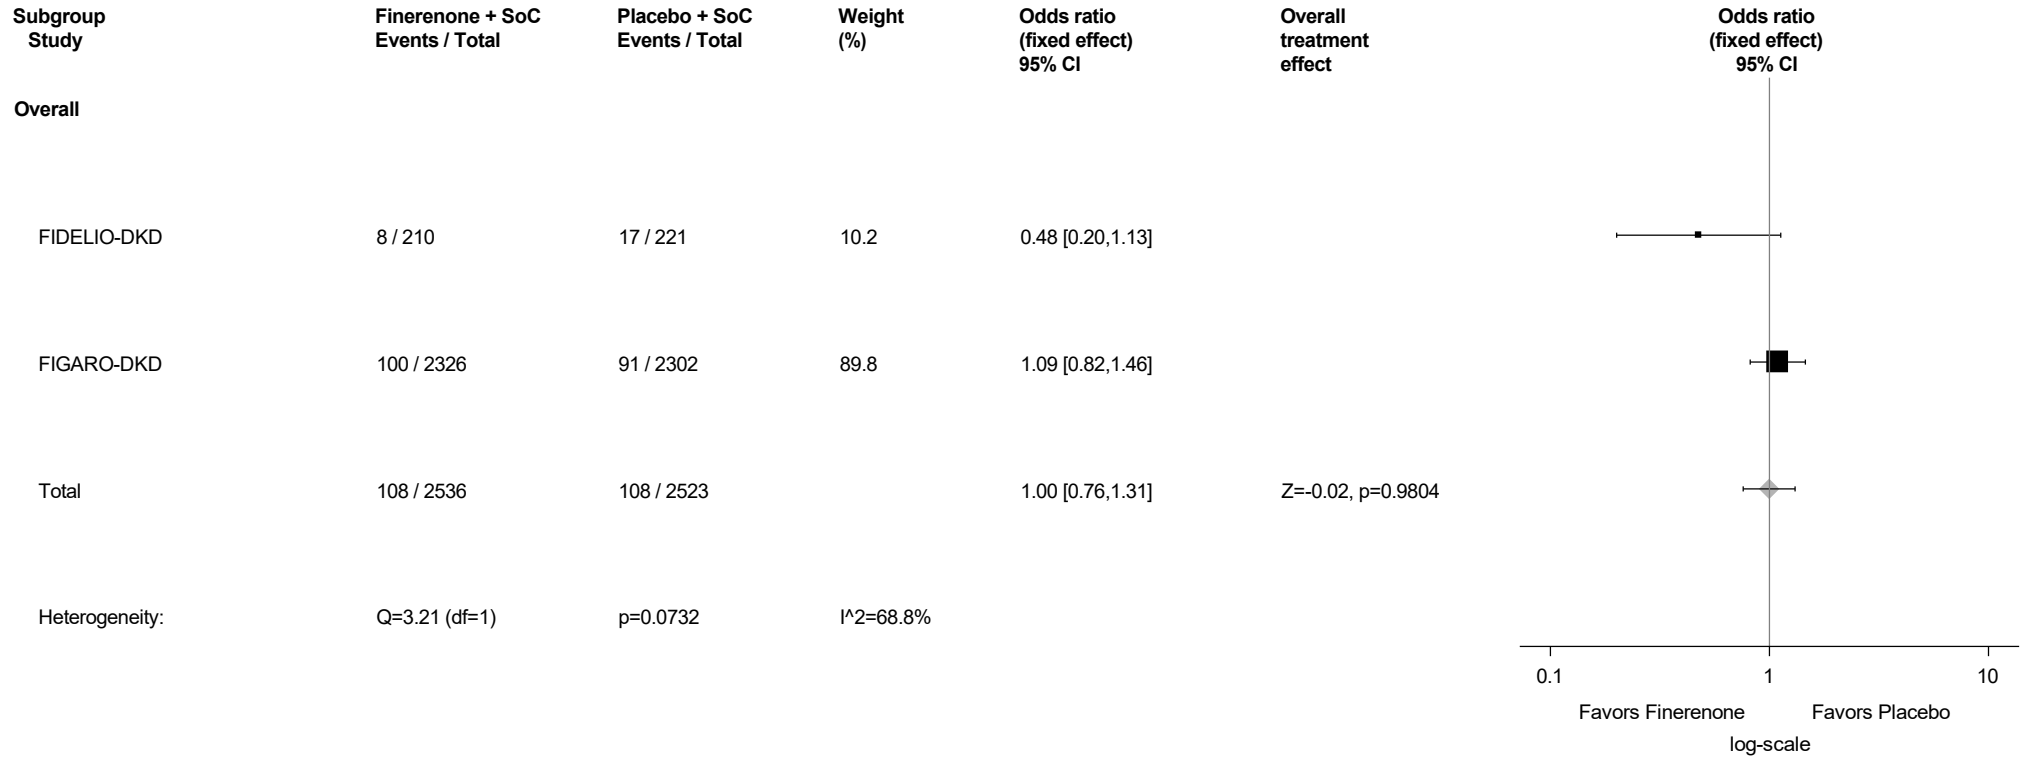 Subgroup Finerenone + SoC Placebo + SoC Weight Odds ratio Overall Odds ratio
Study Events / Total Events / Total (%) (fixed effect) treatment (fixed effect)
95% CI effect 95% CI
Overall
FIDELIO-DKD 8 / 210 17 / 221 10.2 0.48 [0.20,1.13]
FIGARO-DKD 100 / 2326 91 / 2302 89.8 1.09 [0.82,1.46]
Total 108 / 2536 108 / 2523 1.00 [0.76,1.31] Z=-0.02, p=0.9804
Heterogeneity: Q=3.21 (df=1) p=0.0732 I^2=68.8%
0.1 1 10
Favors Finerenone Favors Placebo
log-scale